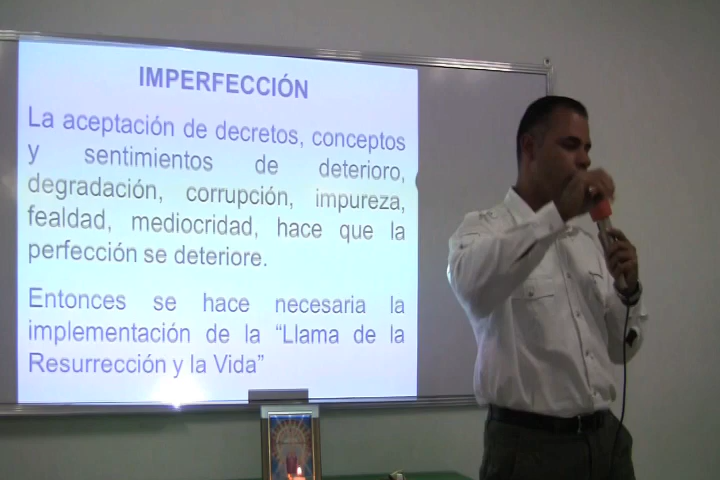 IMPERFECCIÓN
La aceptación de decretos, conceptos
y sentimientos de deterioro,
degradación, corrupción, impureza,
fealdad, mediocridad, hace que la
perfección se deteriore.
Entonces se hace necesaria la
implementación de la “Llama de la
Resurrección y la Vida”